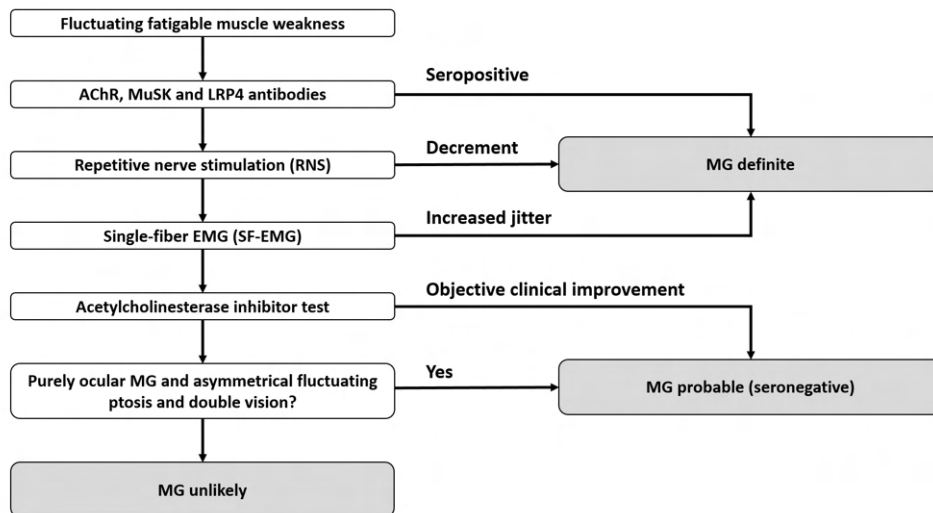 Fluctuating fatigable muscle weakness
Seropositive
AChR, MuSK and LRP4 antibodies
Decrement
Repetitive nerve stimulation (RNS)
MG definite
Increased jitter
Single-fiber EMG (SF-EMG)
Objective clinical improvement
Acetylcholinesterase inhibitor test
Purely ocular MG and asymmetrical fluctuating
ptosis and double vision?
Yes
MG probable (seronegative)
MG unlikely